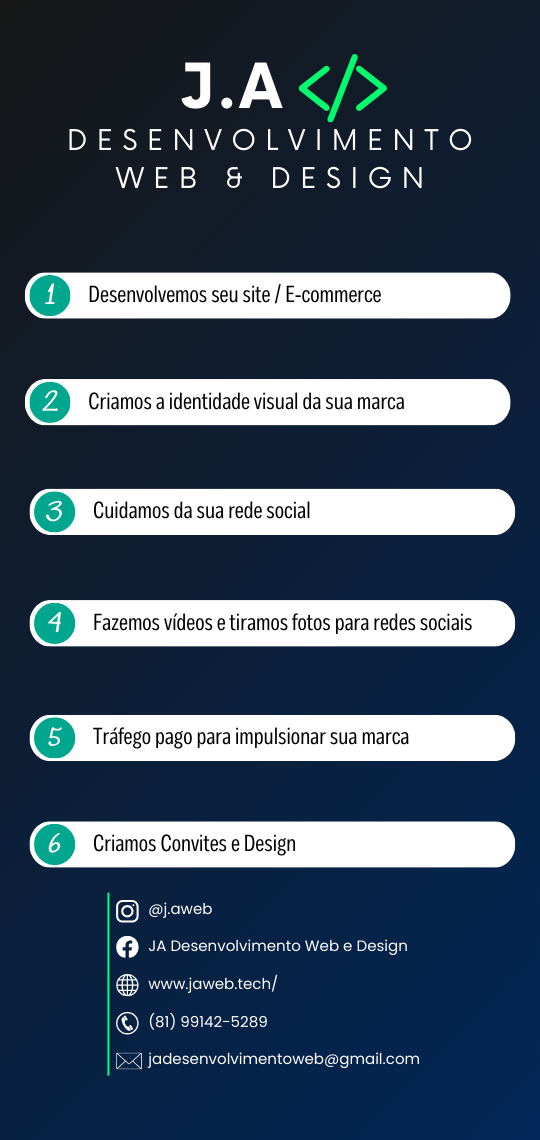 J.A </>
DESENVOLVIMENTO
WEB & DESIGN
1 Desenvolvemos seu site / E-commerce
2 Criamos a identidade visual da sua marca
3 Cuidamos da sua rede social
4 Fazemos vídeos e tiramos fotos para redes sociais
5 Tráfego pago para impulsionar sua marca
6 Criamos Convites e Design
@j.aweb
JA Desenvolvimento Web e Design
www.jaweb.tech/
(81) 99142-5289
jadesenvolvimentoweb@gmail.com